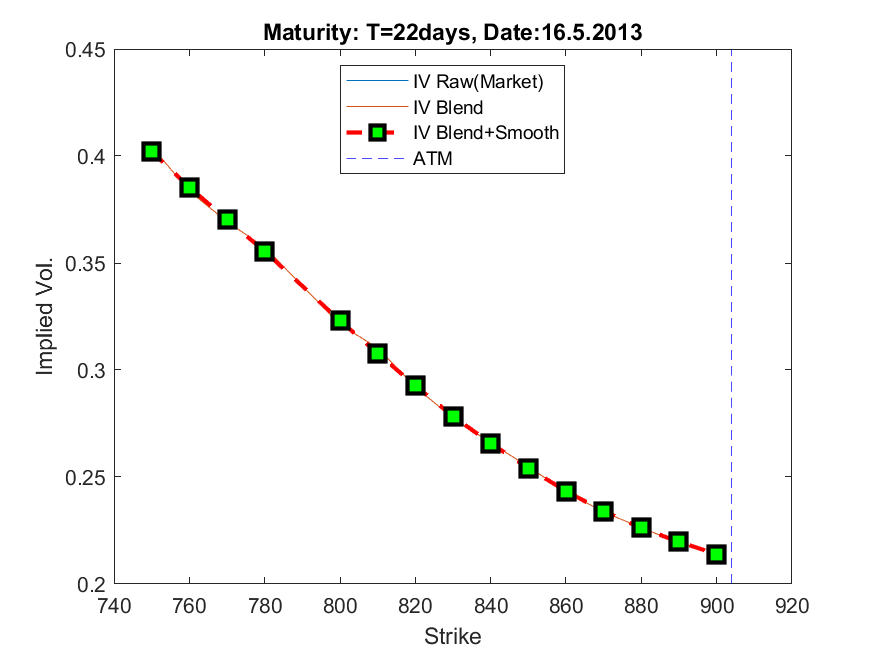 Maturity: T=22days, Date:16.5.2013
0.45
0.4
0.35
0.3
0.25
0.2
Implied Vol.
IV Raw(Market)
IV Blend
IV Blend+Smooth
ATM
740 760 780 800 820 840 860 880 900 920
Strike